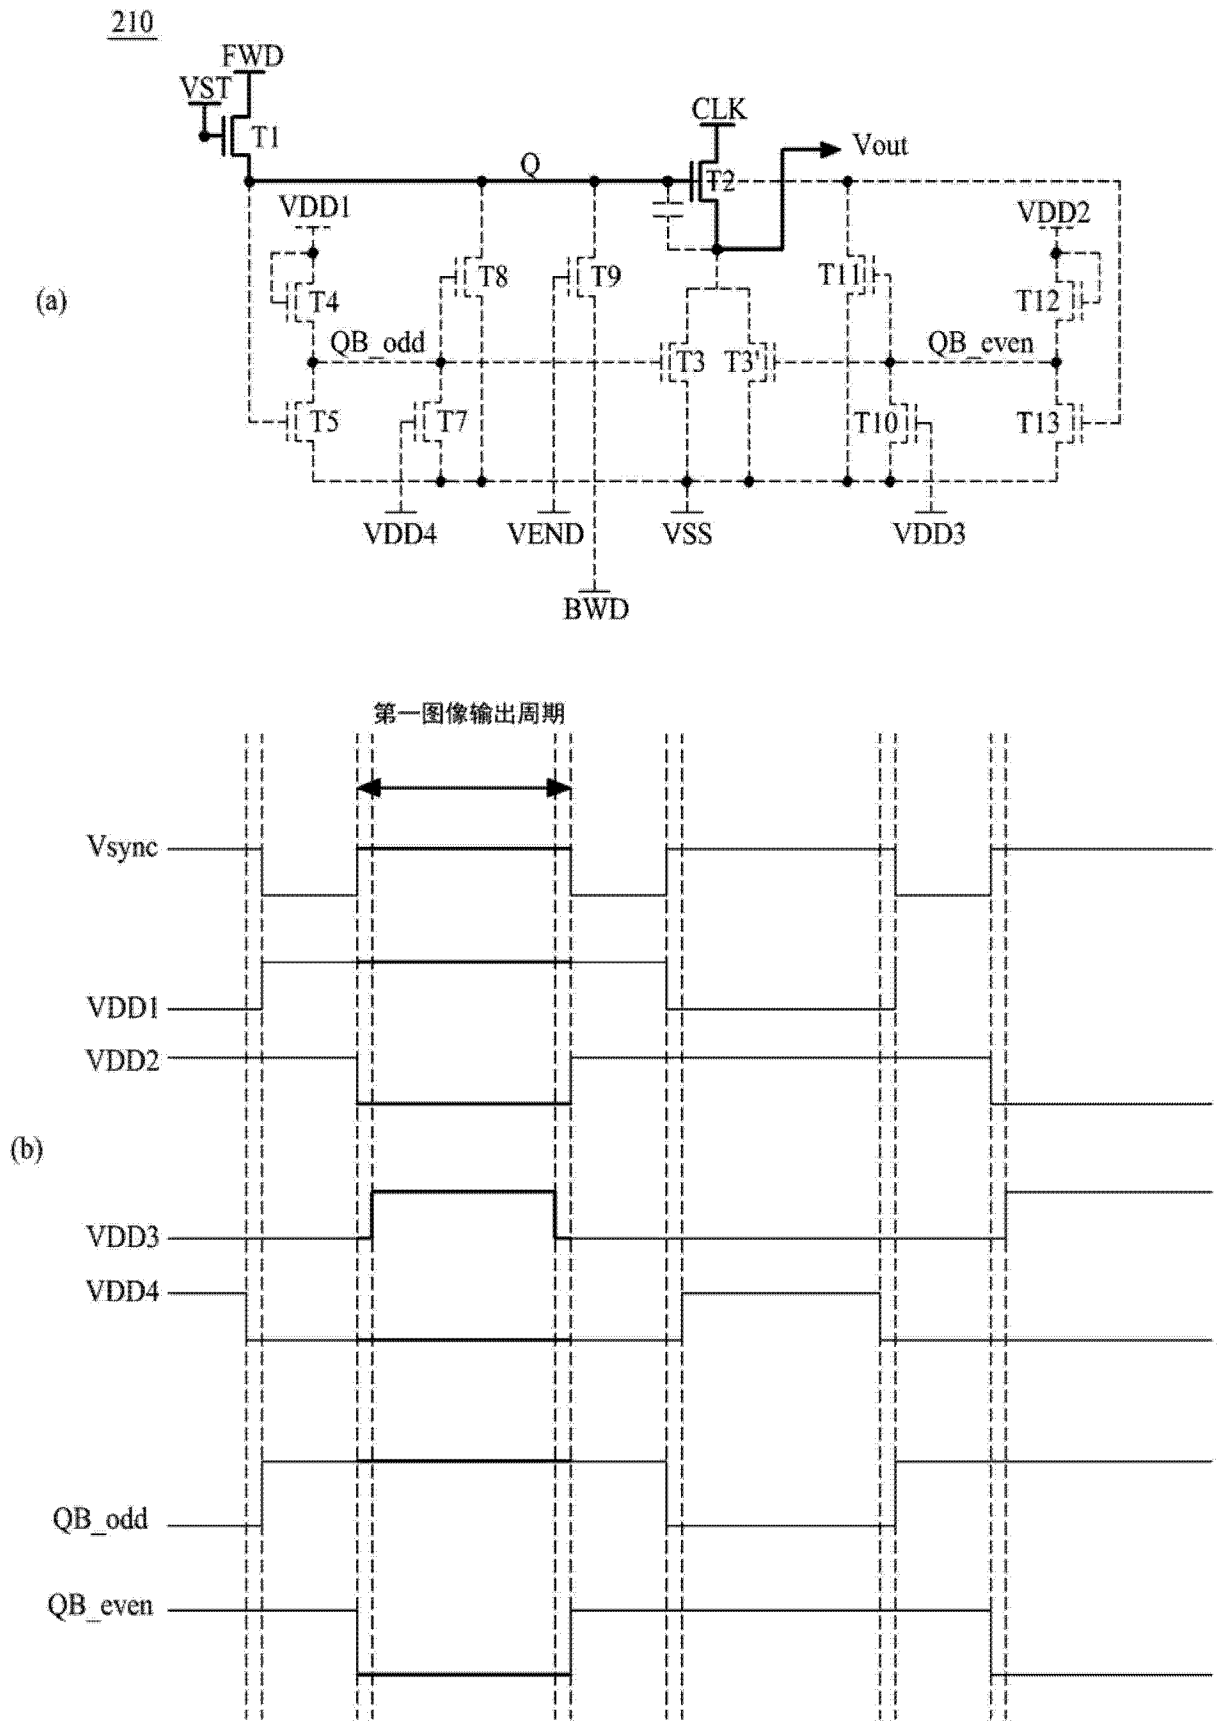 210
FWD
VST
T1
CLK
Vout
Q
T2
VDD1
VDD2
T8
T9
T11
T4
T12
(a)
QB_odd
QB_even
T3
T3'
T5
T7
T10
T13
VDD4
VEND
VSS
VDD3
BWD
第一图像输出周期
Vsync
VDD1
VDD2
(b)
VDD3
VDD4
QB_odd
QB_even